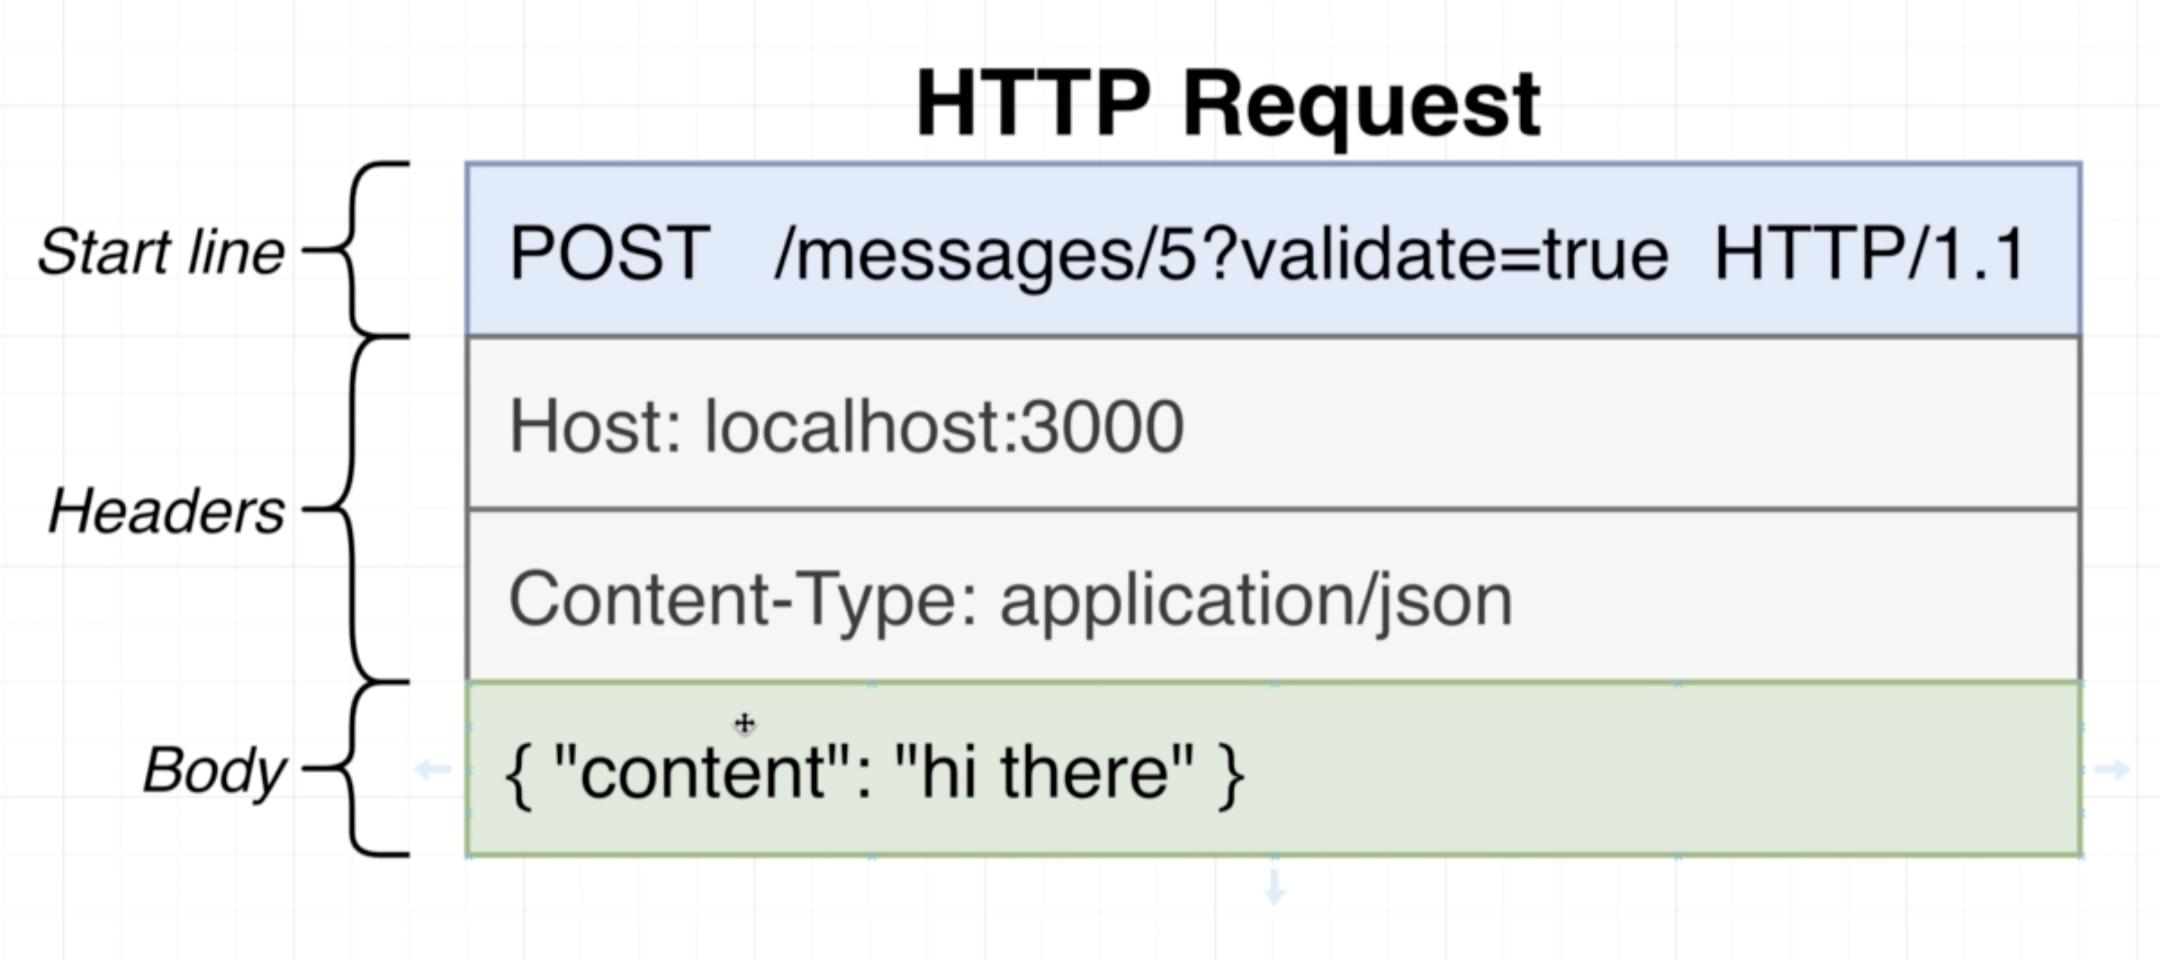 HTTP Request
Start line
POST /messages/5?validate=true HTTP/1.1
Headers
Host: localhost:3000
Content-Type: application/json
Body
{ "content": "hi there" }